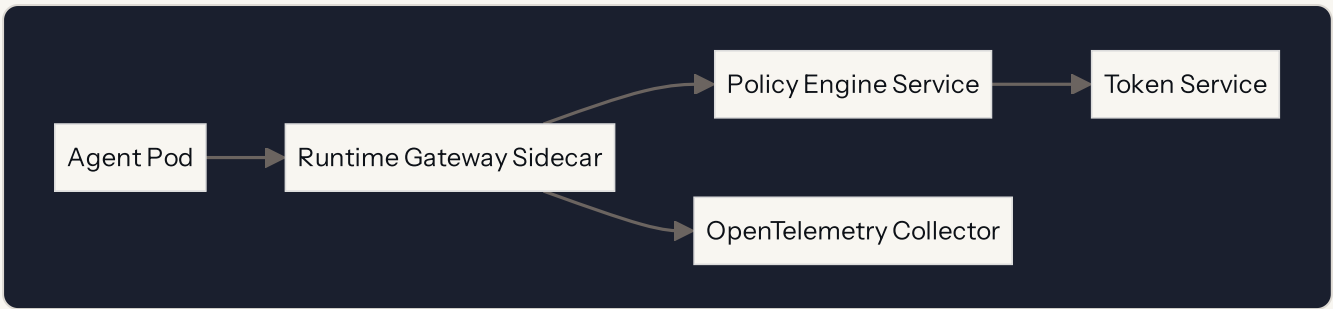 Agent Pod
Runtime Gateway Sidecar
Policy Engine Service
Token Service
OpenTelemetry Collector